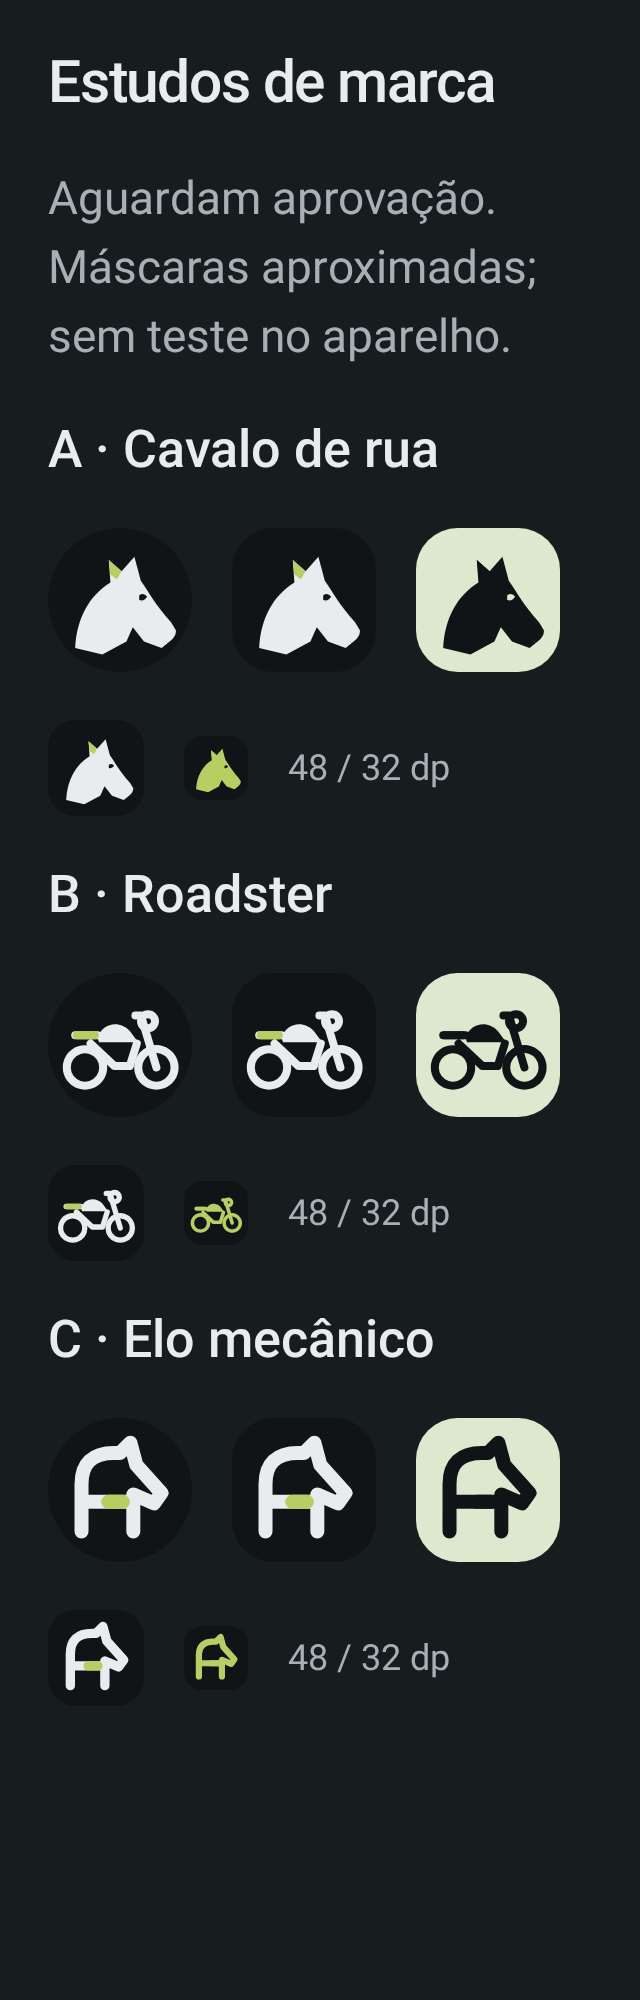 Estudos de marca
Aguardam aprovação.
Máscaras aproximadas;
sem teste no aparelho.
A · Cavalo de rua
48 / 32 dp
B · Roadster
48 / 32 dp
C · Elo mecânico
48 / 32 dp